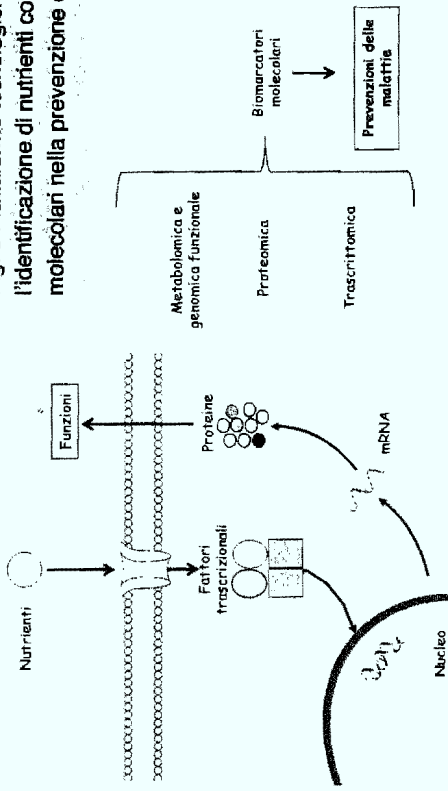 l'identificazione di nutrienti
molecolari nella prevenzione
Nutrienti
Funzioni
Fattori
trascrizionali
Proteine
mRNA
Nucleo
Metabolomica e
genomica funzionale
Proteomica
Trascrittomica
Biomarcatori
molecolari
Prevenzioni delle
malattie